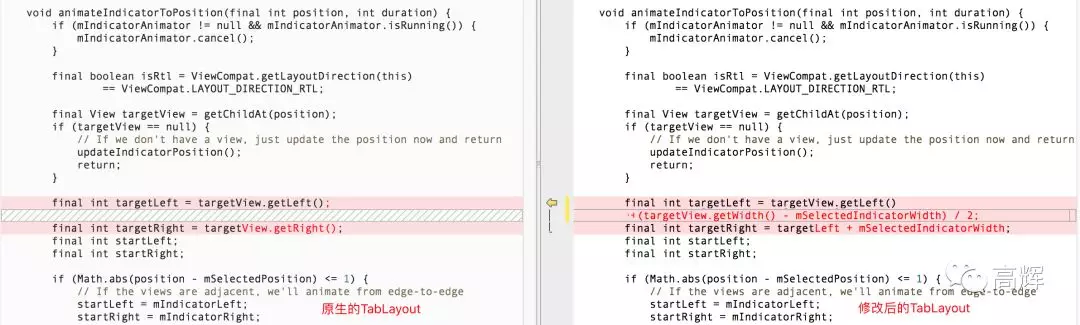 void animateIndicatorToPosition(final int position, int duration) {
if (mIndicatorAnimator != null && mIndicatorAnimator.isRunning()) {
mIndicatorAnimator.cancel();
}
final boolean isRtl = ViewCompat.getLayoutDirection(this)
== ViewCompat.LAYOUT_DIRECTION_RTL;
final View targetView = getChildAt(position);
if (targetView == null) {
// If we don't have a view, just update the position now and return
updateIndicatorPosition();
return;
}
final int targetLeft = targetView.getLeft();
final int targetRight = targetView.getRight();
final int startLeft;
final int startRight;
if (Math.abs(position - mSelectedPosition) <= 1) {
// If the views are adjacent, we'll animate from edge-to-edge
startLeft = mIndicatorLeft;
startRight = mIndicatorRight;
原生的TabLayout
void animateIndicatorToPosition(final int position, int duration) {
if (mIndicatorAnimator != null && mIndicatorAnimator.isRunning()) {
mIndicatorAnimator.cancel();
}
final boolean isRtl = ViewCompat.getLayoutDirection(this)
== ViewCompat.LAYOUT_DIRECTION_RTL;
final View targetView = getChildAt(position);
if (targetView == null) {
// If we don't have a view, just update the position now and return
updateIndicatorPosition();
return;
}
final int targetLeft = targetView.getLeft()
+(targetView.getWidth() - mSelectedIndicatorWidth) / 2;
final int targetRight = targetLeft + mSelectedIndicatorWidth;
final int startLeft;
final int startRight;
if (Math.abs(position - mSelectedPosition) <= 1) {
// If the views are adjacent, we'll animate from edge-to-edge
startLeft = mIndicatorLeft;
startRight = mIndicatorRight;
修改后的TabLayout
高辉